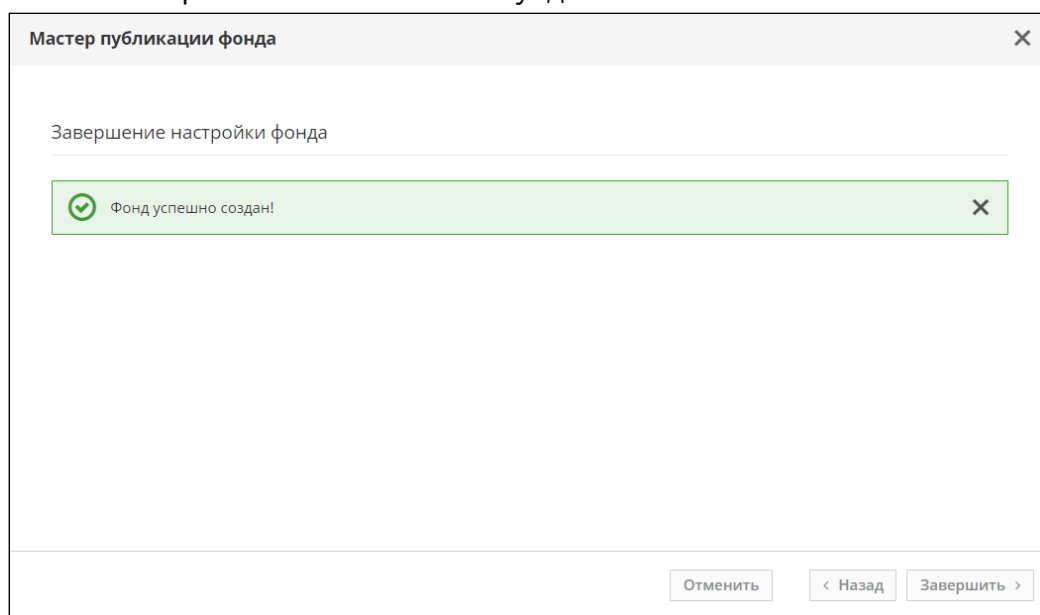 Мастер публикации фонда
Завершение настройки фонда
Фонд успешно создан!
Отменить
< Назад
Завершить >